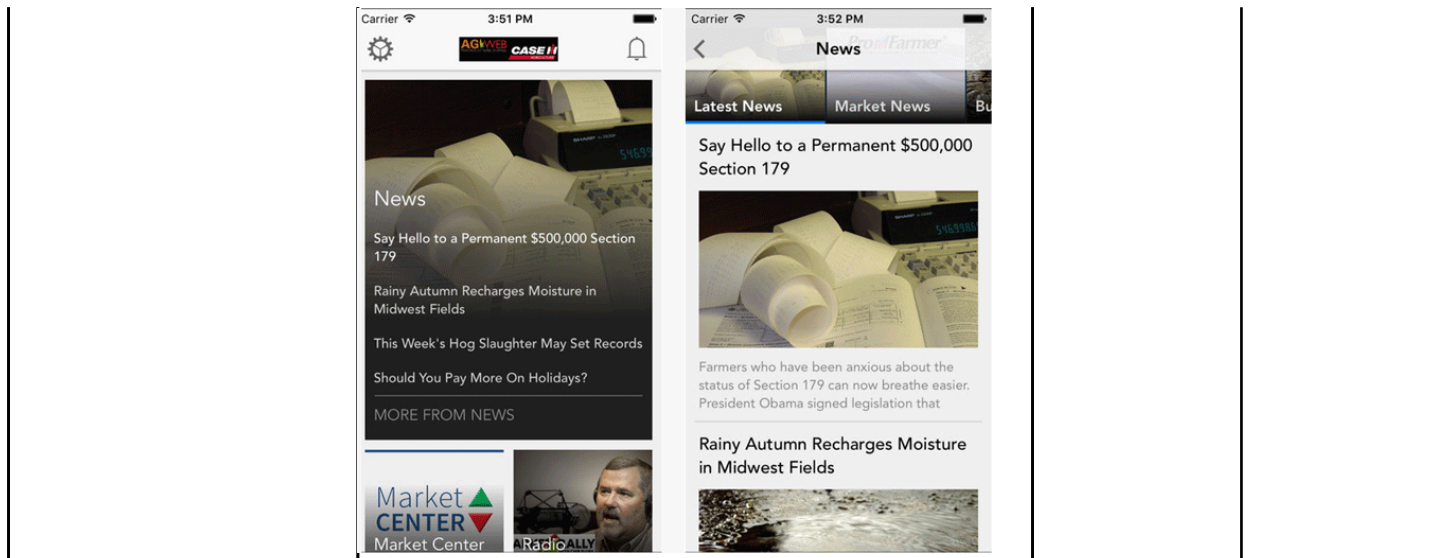 Carrier
3:51 PM
AGWEB
CASE IH
News
Say Hello to a Permanent $500,000 Section
179
Rainy Autumn Recharges Moisture in
Midwest Fields
This Week's Hog Slaughter May Set Records
Should You Pay More On Holidays?
MORE FROM NEWS
Market
CENTER
Market Center
Radio
Carrier
3:52 PM
ProFarmer
News
Latest News
Market News
Bu
Say Hello to a Permanent $500,000
Section 179
SHARP
Farmers who have been anxious about the
status of Section 179 can now breathe easier.
President Obama signed legislation that
Rainy Autumn Recharges Moisture
in Midwest Fields